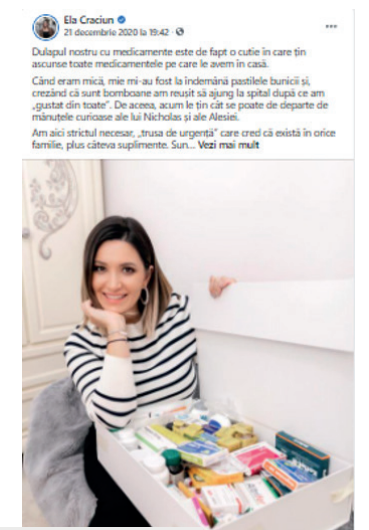 Ela Craciun
21 decembrie 2020 la 19:42 ·
Dulapul nostru cu medicamente este de fapt o cutie în care țin
ascunse toate medicamentele pe care le avem în casă.
Când eram mică, mie mi-au fost la îndemână pastilele bunicii și,
crezând că sunt bomboane am reușit să ajung la spital după ce am
„gustat din toate”. De aceea, acum le țin cât se poate de departe de
mânuțele curioase ale lui Nicholas și ale Alesiei.
Am aici strictul necesar, „trusa de urgență” care cred că există în orice
familie, plus câteva suplimente. Sun... Vezi mai mult